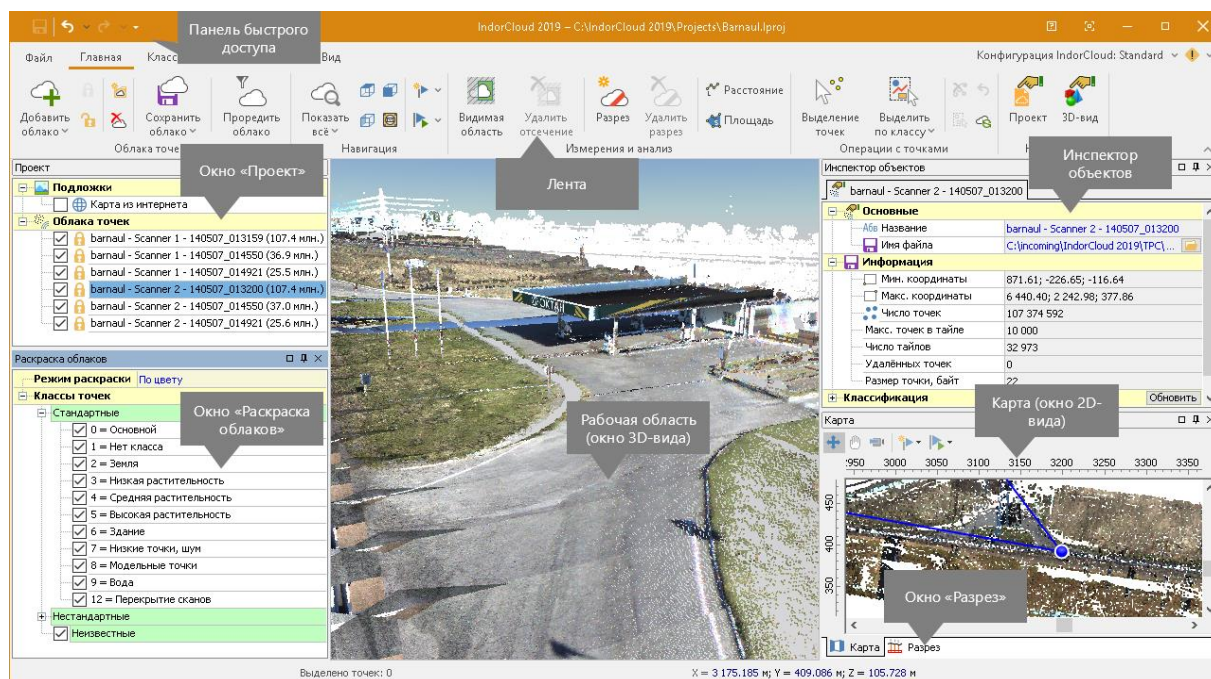 IndorCloud 2019 – C:\IndorCloud 2019\Projects\Barnaul.lproj
Панель быстрого
доступа
Файл
Главная
Класс
Вид
Конфигурация IndorCloud: Standard
Добавить
облако
Сохранить
облако
Проредить
облако
Показать
всё
Видимая
область
Удалить
отсечение
Разрез
Удалить
разрез
Расстояние
Площадь
Выделение
точек
Выделить
по классу
Проект
3D-вид
Облака точе
Навигация
Измерения и анализ
Операции с точками
Н
Лента
Проект
Окно «Проект»
Подложки
Карта из интернета
Облака точек
barnaul - Scanner 1 - 140507_013159 (107.4 млн.)
barnaul - Scanner 1 - 140507_014550 (36.9 млн.)
barnaul - Scanner 1 - 140507_014921 (25.5 млн.)
barnaul - Scanner 2 - 140507_013200 (107.4 млн.)
barnaul - Scanner 2 - 140507_014550 (37.0 млн.)
barnaul - Scanner 2 - 140507_014921 (25.6 млн.)
Раскраска облаков
Режим раскраски По цвету
Классы точек
Стандартные
0 = Основной
1 = Нет класса
2 = Земля
3 = Низкая растительность
4 = Средняя растительность
5 = Высокая растительность
6 = Здание
7 = Низкие точки, шум
8 = Модельные точки
9 = Вода
12 = Перекрытие сканов
Нестандартные
Неизвестные
Окно «Раскраска
облаков»
Рабочая область
(окно 3D-вида)
Инспектор объектов
Инспектор
объектов
barnaul - Scanner 2 - 140507_013200
Основные
Абв Название barnaul - Scanner 2 - 140507_013200
Имя файла C:\incoming\IndorCloud 2019\TPC\...
Информация
Мин. координаты 871.61; -226.65; -116.64
Макс. координаты 6 440.40; 2 242.98; 377.86
Число точек 107 374 592
Макс. точек в тайле 10 000
Число тайлов 32 973
Удалённых точек 0
Размер точки, байт 22
Классификация
Обновить
Карта (окно 2D-
вида)
Карта
2950 3000 3050 3100 3150 3200 3250 3300 3350
450
400
350
Окно «Разрез»
Карта
Разрез
Выделено точек: 0
X = 3 175.185 м; Y = 409.086 м; Z = 105.728 м